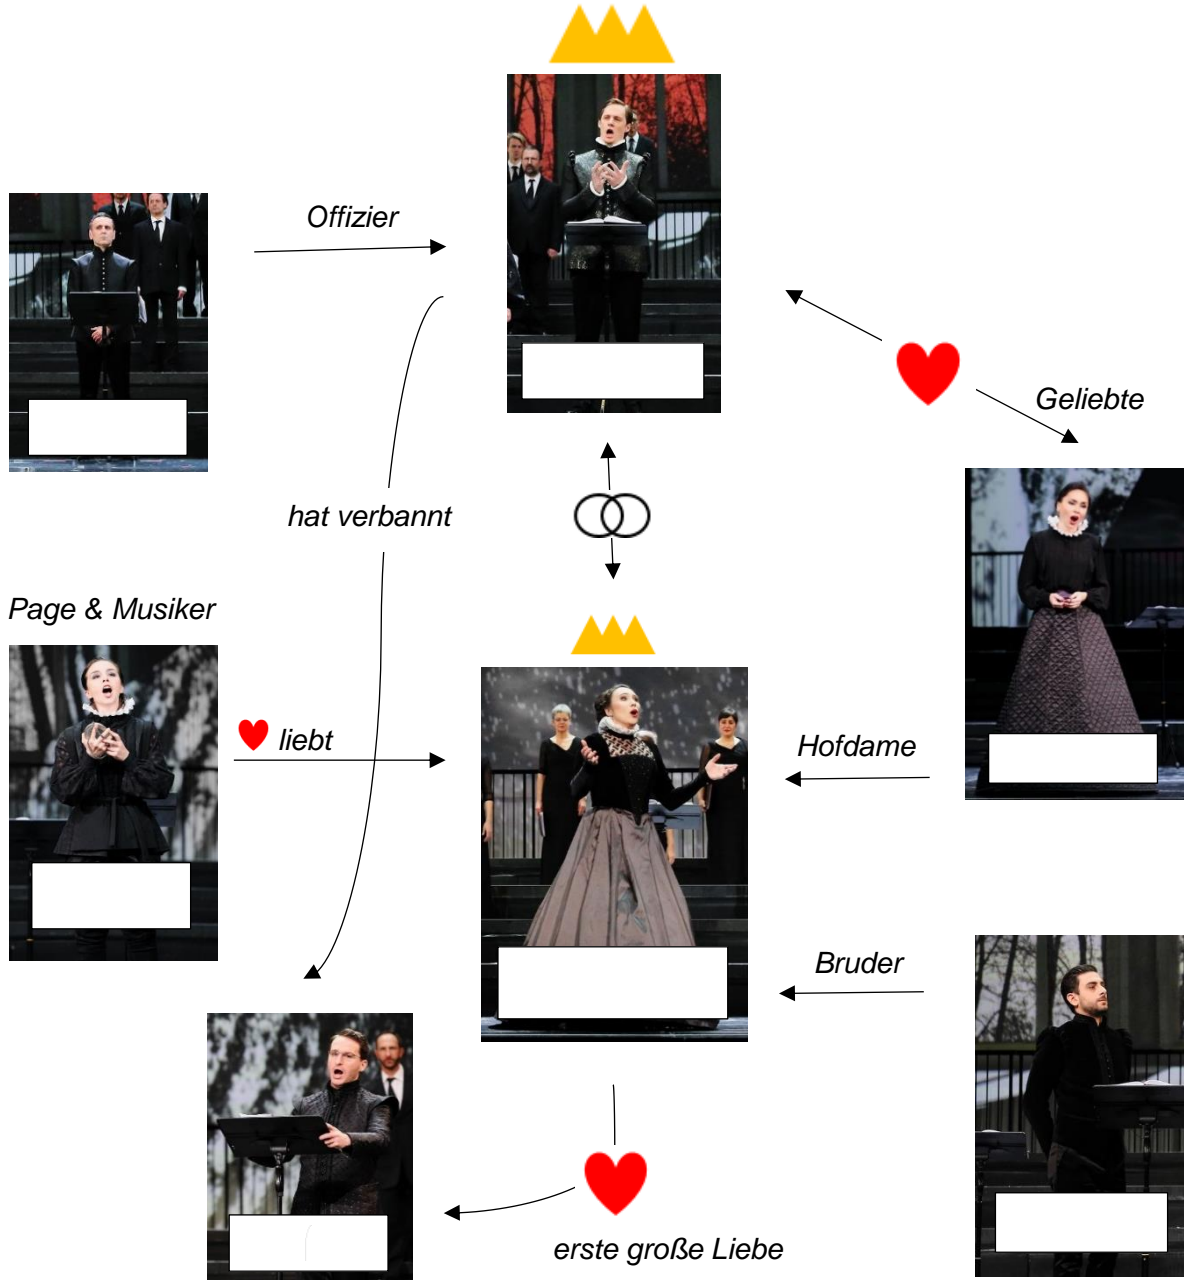 Offizier
Geliebte
hat verbannt
Page & Musiker
liebt
Hofdame
Bruder
erste große Liebe